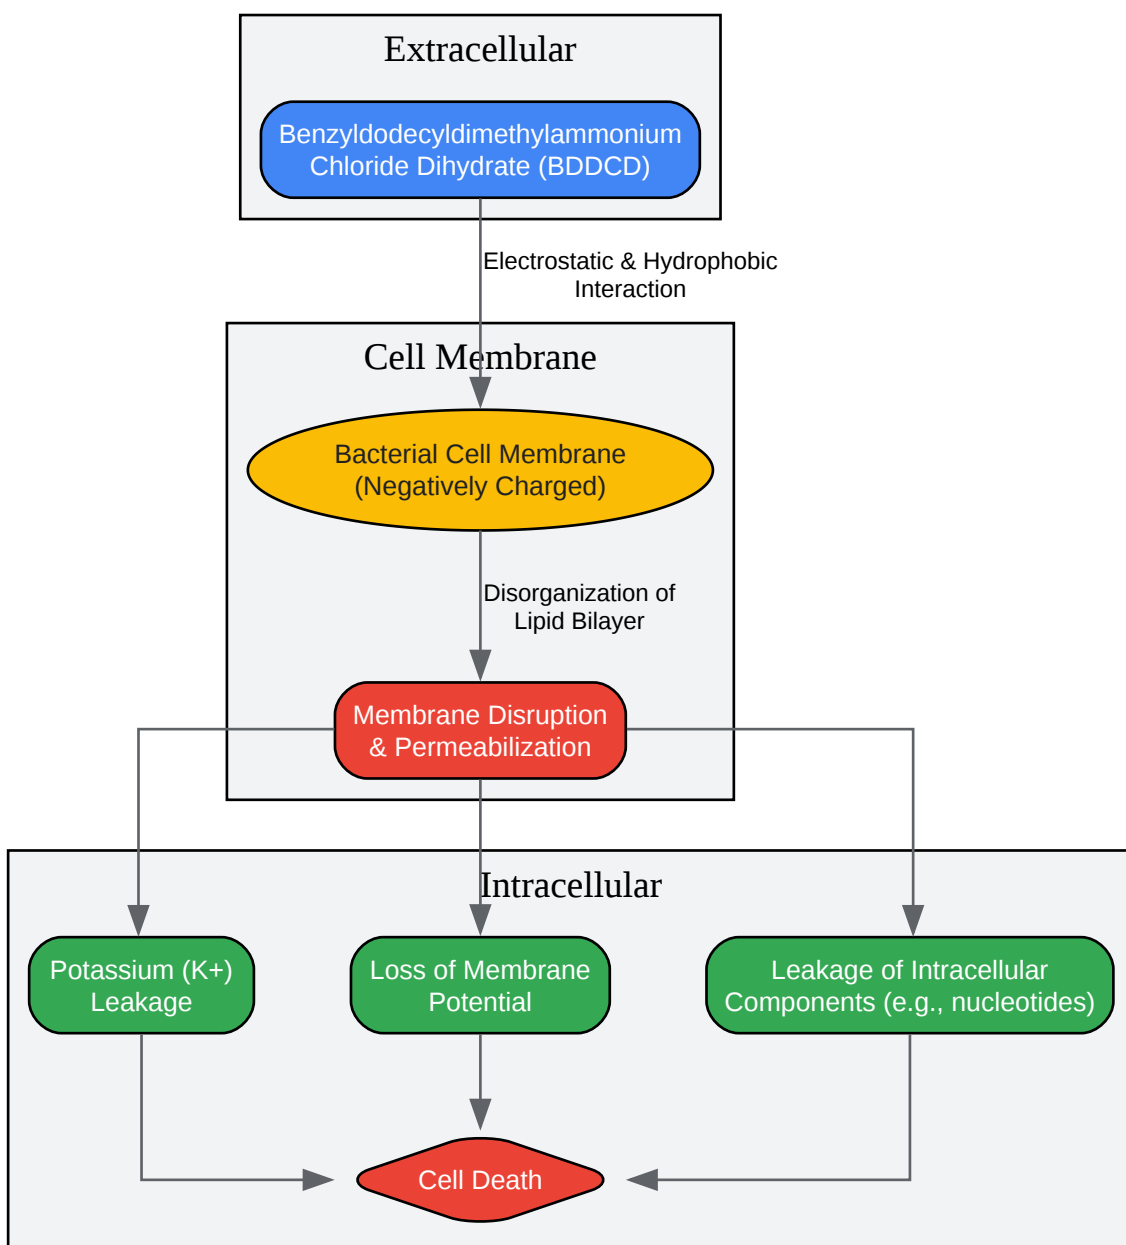 Extracellular
Benzyldodecyldimethylammonium
Chloride Dihydrate (BDDCD)
Electrostatic & Hydrophobic
Interaction
Cell Membrane
Bacterial Cell Membrane
(Negatively Charged)
Disorganization of
Lipid Bilayer
Membrane Disruption
& Permeabilization
Intracellular
Potassium (K+)
Leakage
Loss of Membrane
Potential
Leakage of Intracellular
Components (e.g., nucleotides)
Cell Death